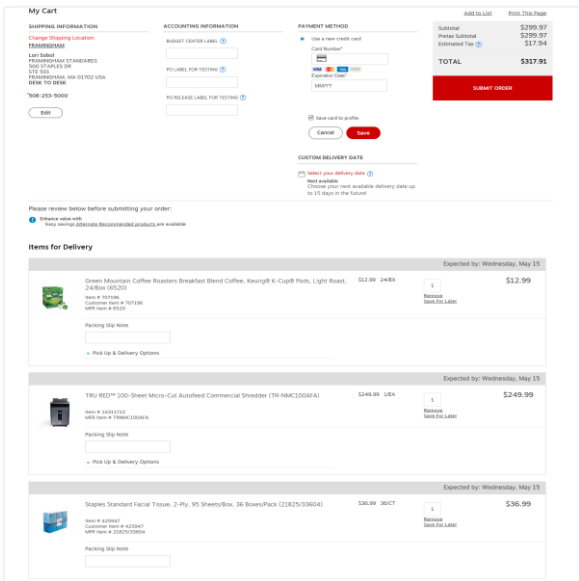 My Cart
Add to List
Print This Page
SHIPPING INFORMATION
Change Shipping Location
FRAMINGHAM
Lori Sobol
FRAMINGHAM STANDARDS
500 STAPLES DR
STE 501
FRAMINGHAM, MA 01702 USA
DESK TO DESK
*508-253-5000
Edit
ACCOUNTING INFORMATION
BUDGET CENTER LABEL
PO LABEL FOR TESTING
PO RELEASE LABEL FOR TESTING
PAYMENT METHOD
Use a new credit card
Card Number*
VISA
Expiration Date*
MM/YY
Save card to profile.
Cancel
Save
CUSTOM DELIVERY DATE
Select your delivery date
Next available
Choose your next available delivery date up
to 15 days in the future!
Subtotal $299.97
Pretax Subtotal $299.97
Estimated Tax $17.94
TOTAL $317.91
SUBMIT ORDER
Please review below before submitting your order:
Enhance value with
Easy savings Alternate Recommended products are available
Items for Delivery
Expected by: Wednesday, May 15
Green Mountain Coffee Roasters Breakfast Blend Coffee, Keurig® K-Cup® Pods, Light Roast, $12.99 24/BX 1 $12.99
24/Box (6520)
Item # 707196
Customer Item # 707196
MFR Item # 6520
Remove
Save For Later
Packing Slip Note
Pick Up & Delivery Options
Expected by: Wednesday, May 15
TRU RED™ 100-Sheet Micro-Cut Autofeed Commercial Shredder (TR-NMC100AFA) $249.99 1/EA 1 $249.99
MFR Item # TRNMC100AFA
Remove
Save For Later
Packing Slip Note
Pick Up & Delivery Options
Expected by: Wednesday, May 15
Staples Standard Facial Tissue, 2-Ply, 95 Sheets/Box, 36 Boxes/Pack (21825/33604) $36.99 36/CT 1 $36.99
Item # 425947
Customer Item # 425947
MFR Item # 21825/33604
Remove
Save For Later
Packing Slip Note